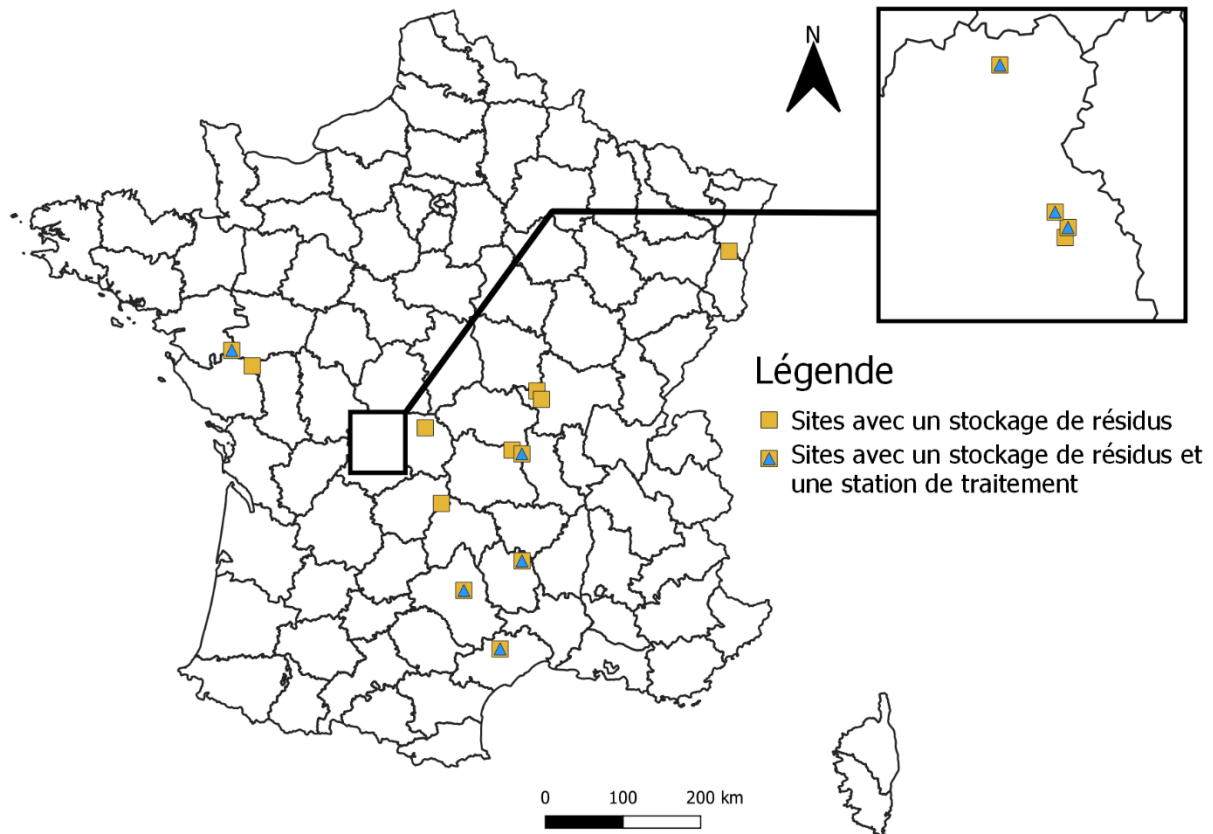 N
Légende
Sites avec un stockage de résidus
Sites avec un stockage de résidus et
une station de traitement
0 100 200 km